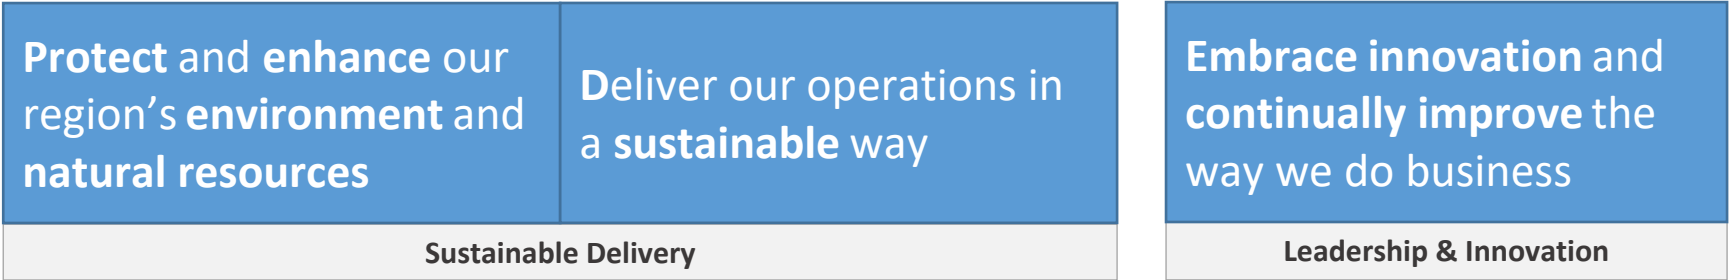 Protect and enhance our
region’s environment and
natural resources
Deliver our operations in
a sustainable way
Sustainable Delivery
Embrace innovation and
continually improve the
way we do business
Leadership & Innovation